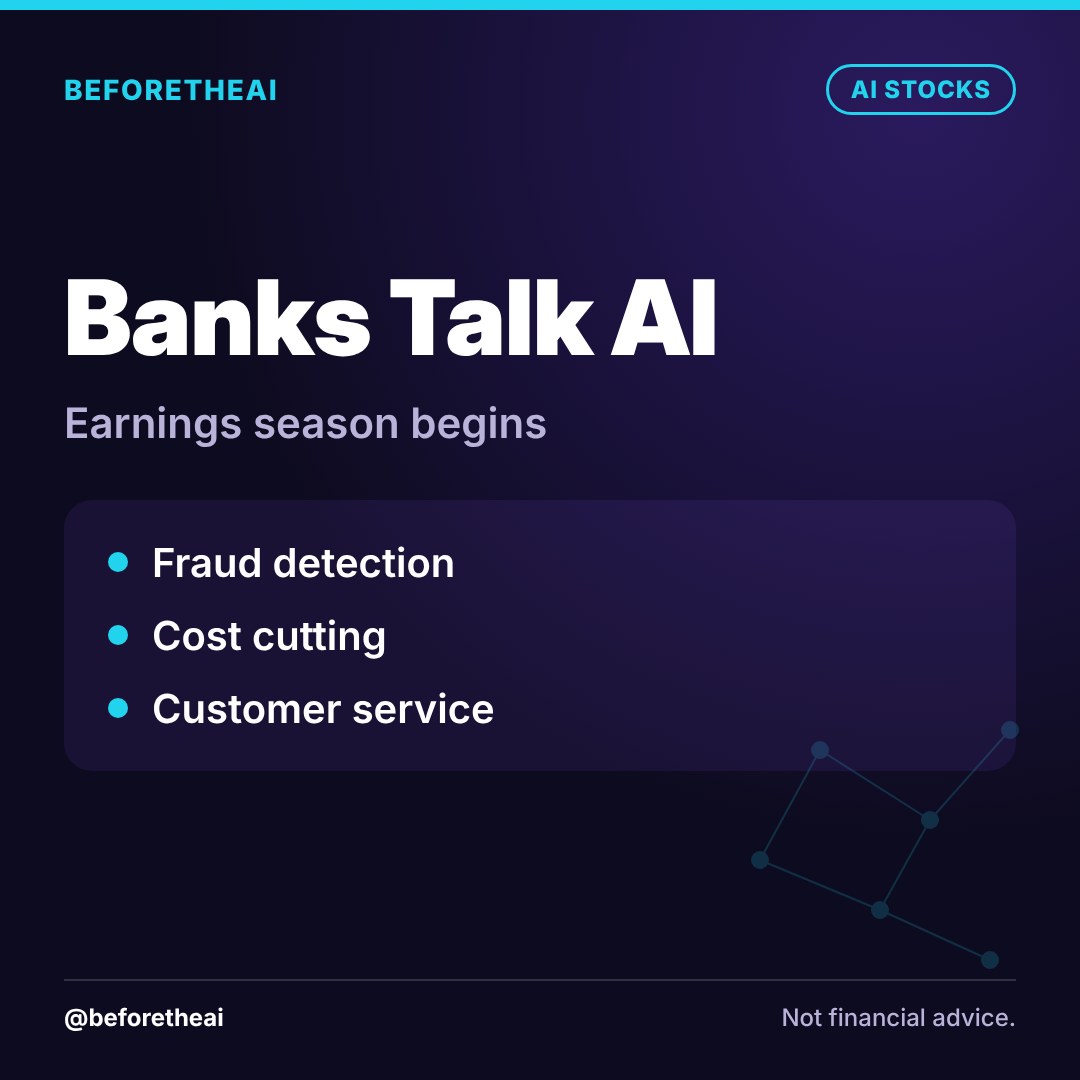 BEFORETHEAI
AI STOCKS
Banks Talk AI
Earnings season begins
Fraud detection
Cost cutting
Customer service
@beforetheai
Not financial advice.